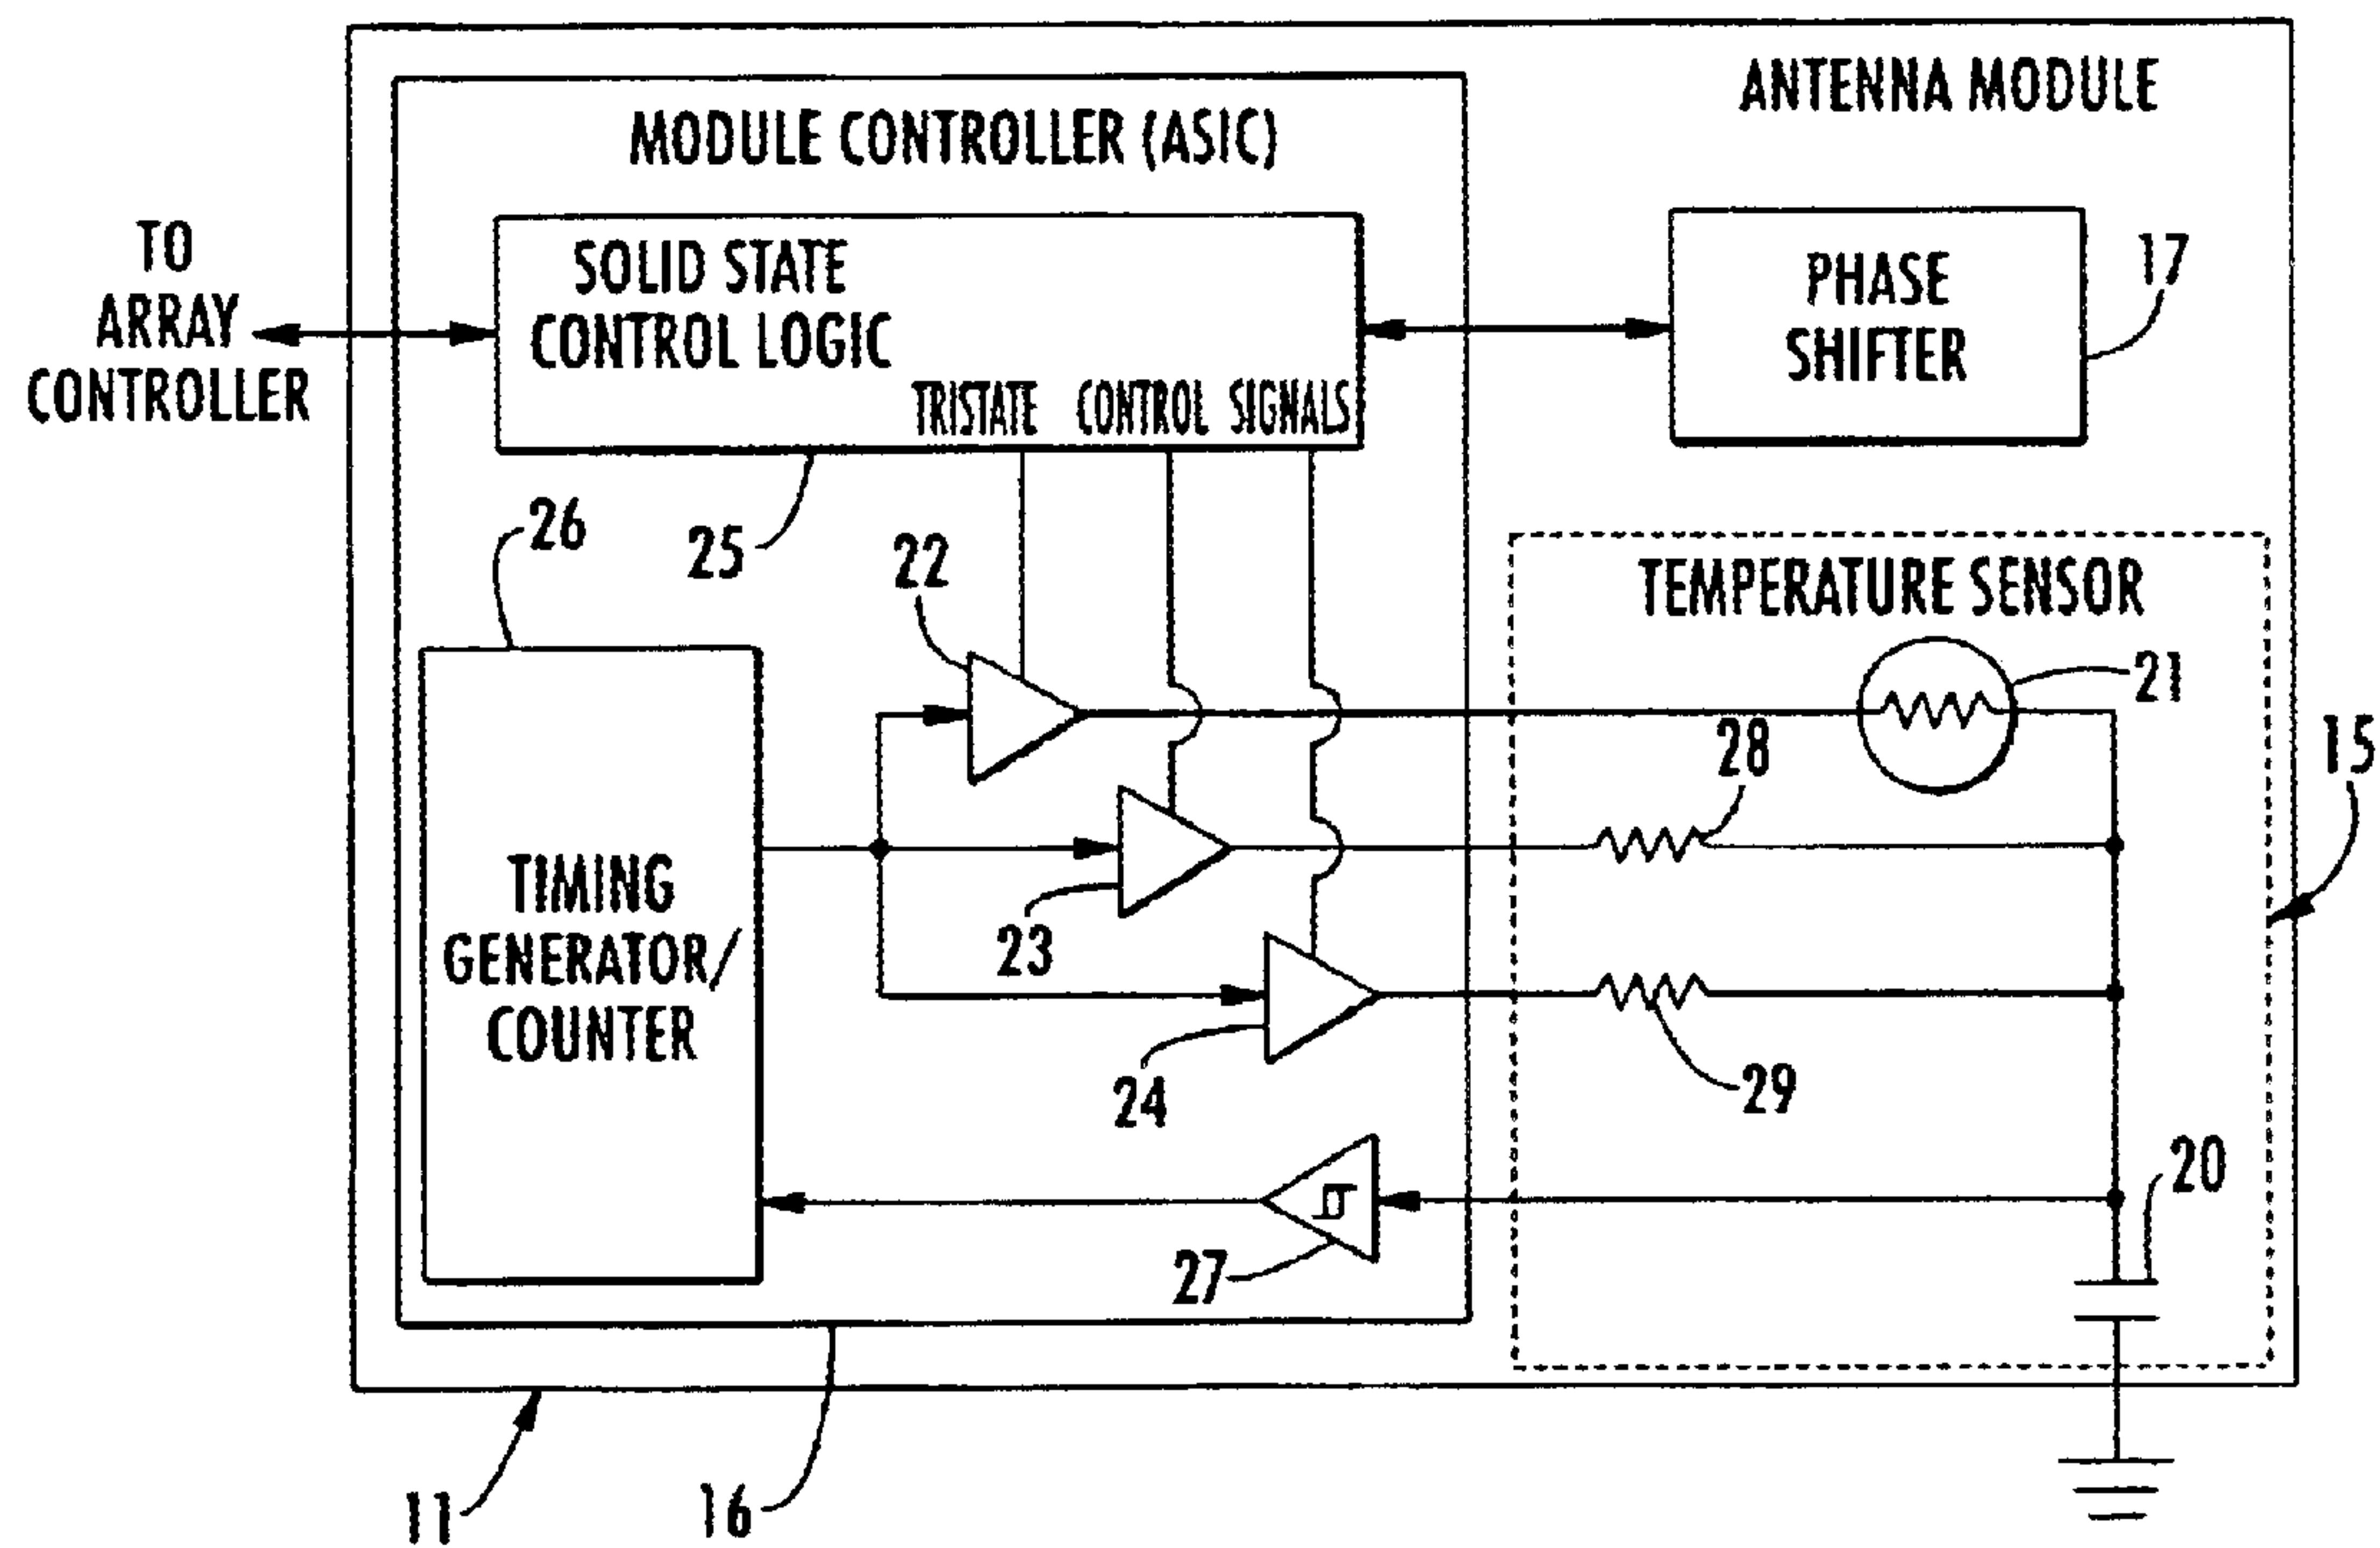 ANTENNA MODULE
MODULE CONTROLLER (ASIC)
TO
ARRAY
CONTROLLER
SOLID STATE
CONTROL LOGIC
TRISTATE CONTROL SIGNALS
PHASE
SHIFTER
17
26
25
22
TEMPERATURE SENSOR
21
28
15
TIMING
GENERATOR/
COUNTER
23
24
29
20
27
11
16